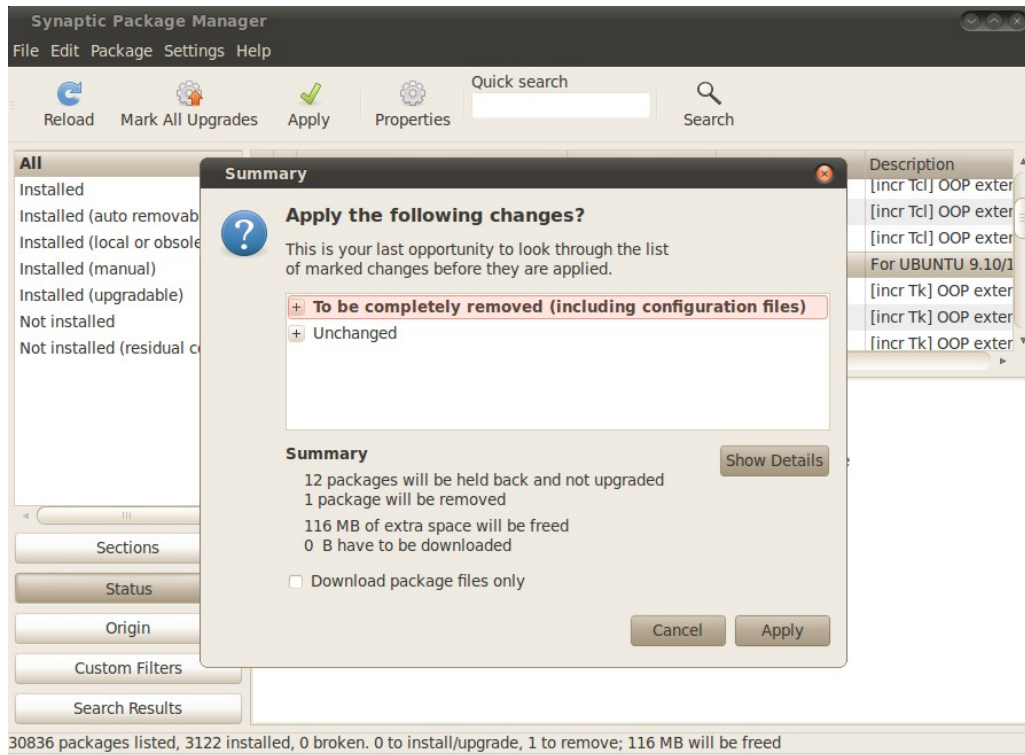 Synaptic Package Manager
File Edit Package Settings Help
Quick search
Reload Mark All Upgrades Apply Properties Search
All
Installed
Installed (auto removab
Installed (local or obsole
Installed (manual)
Installed (upgradable)
Not installed
Not installed (residual c
Description
[incr Tcl] OOP exter
[incr Tcl] OOP exter
[incr Tcl] OOP exter
For UBUNTU 9.10/1
[incr Tk] OOP exter
[incr Tk] OOP exter
[incr Tk] OOP exter
Summary
Apply the following changes?
This is your last opportunity to look through the list
of marked changes before they are applied.
To be completely removed (including configuration files)
Unchanged
Summary
Show Details
12 packages will be held back and not upgraded
1 package will be removed
116 MB of extra space will be freed
0 B have to be downloaded
Download package files only
Cancel Apply
Sections
Status
Origin
Custom Filters
Search Results
30836 packages listed, 3122 installed, 0 broken. 0 to install/upgrade, 1 to remove; 116 MB will be freed